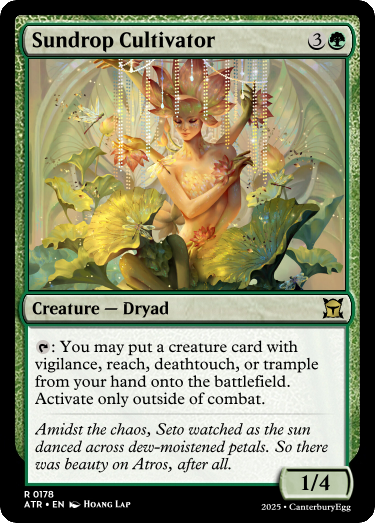 Sundrop Cultivator 3
Creature — Dryad
: You may put a creature card with
vigilance, reach, deathtouch, or trample
from your hand onto the battlefield.
Activate only outside of combat.
Amidst the chaos, Seto watched as the sun
danced across dew-moistened petals. So there
was beauty on Atros, after all.
1/4
R 0178
ATR • EN Hoang Lap
2025 • CanterburyEgg